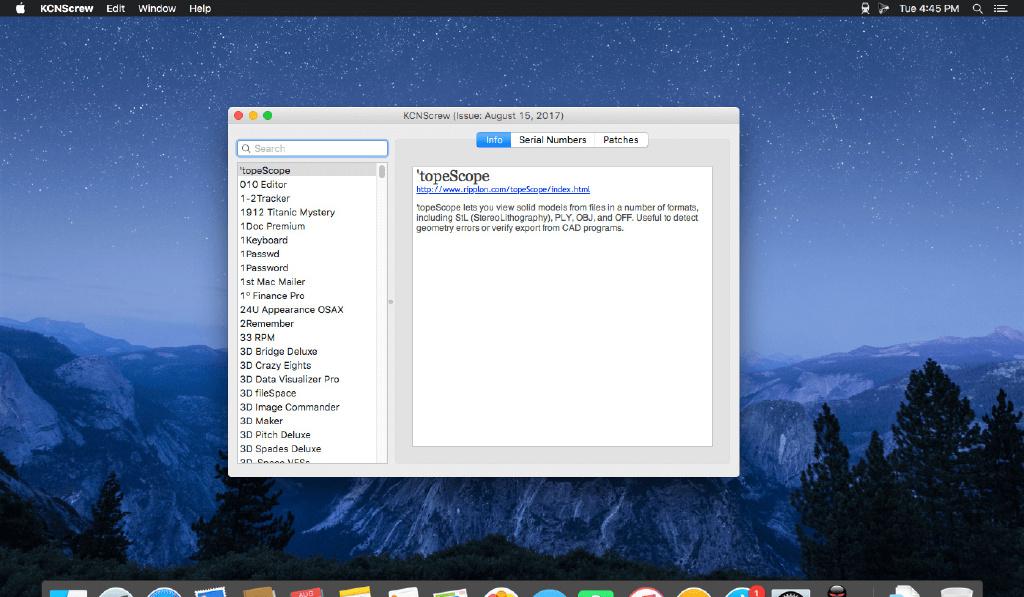 KCNScrew Edit Window Help Tue 4:45 PM
KCNScrew (Issue: August 15, 2017)
Info Serial Numbers Patches
Search
'topeScope
010 Editor
1-2Tracker
1912 Titanic Mystery
1Doc Premium
1Keyboard
1Passwd
1Password
1st Mac Mailer
1º Finance Pro
24U Appearance OSAX
2Remember
33 RPM
3D Bridge Deluxe
3D Crazy Eights
3D Data Visualizer Pro
3D fileSpace
3D Image Commander
3D Maker
3D Pitch Deluxe
3D Spades Deluxe
'topeScope
http://www.ripplon.com/topeScope/index.html
'topeScope lets you view solid models from files in a number of formats,
including StL (StereoLithography), PLY, OBJ, and OFF. Useful to detect
geometry errors or verify export from CAD programs.
AUG
1